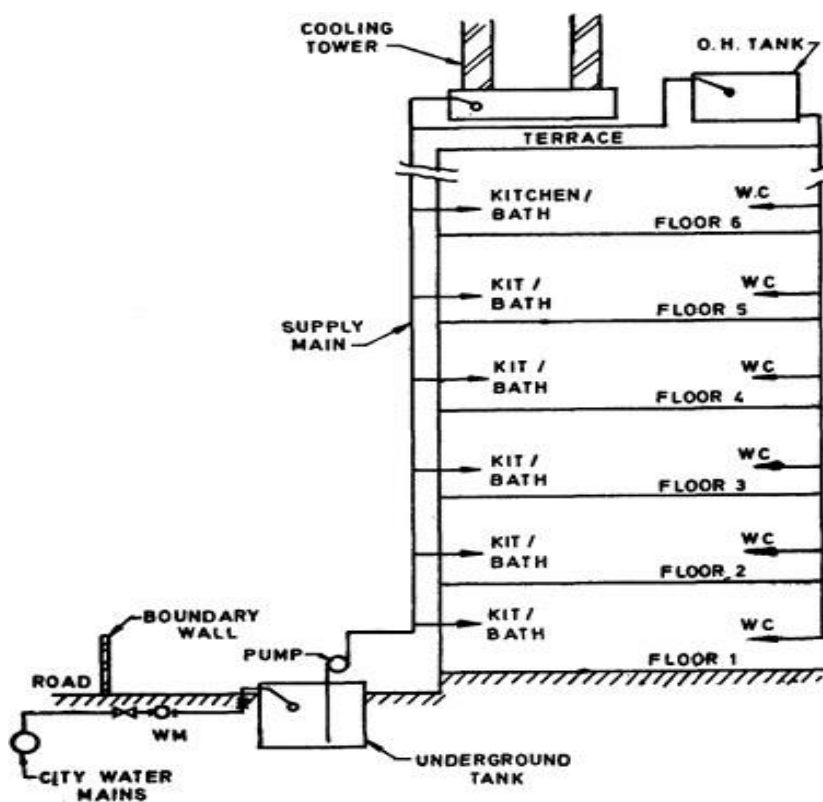 COOLING
TOWER
O.H. TANK
TERRACE
KITCHEN/
BATH
W.C
FLOOR 6
KIT/
BATH
WC
FLOOR 5
SUPPLY
MAIN
KIT/
BATH
WC
FLOOR 4
KIT/
BATH
WC
FLOOR 3
KIT/
BATH
WC
FLOOR 2
KIT/
BATH
WC
FLOOR 1
BOUNDARY
WALL
PUMP
ROAD
WM
CITY WATER
MAINS
UNDERGROUND
TANK